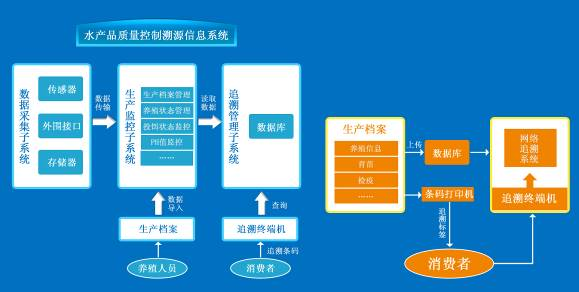 水产品质量控制溯源信息系统
数据采集子系统
传感器
外围接口
存储器
数据
传输
生产监控子系统
生产档案管理
养殖状态管理
投饵状态监控
PH值监控
……
读取
数据
追溯管理子系统
数据库
数据
导入
查询
生产档案
追溯终端机
追溯条码
养殖人员
消费者
生产档案
养殖信息
育苗
检疫
……
上传
数据库
网络
追溯
系统
条码打印机
追溯终端机
追溯标签
消费者